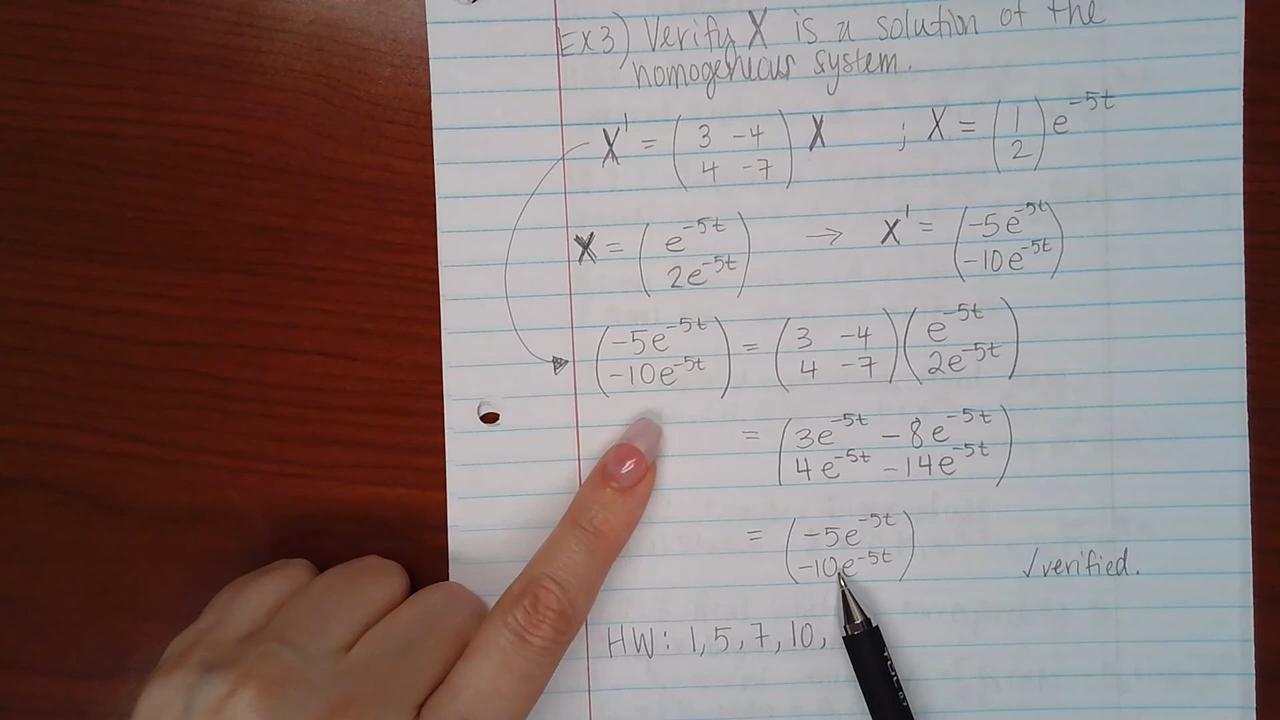 Ex3) Verify X is a solution of the
homogeneous system.
X' = (3 -4
4 -7) X ; X = (1
2) e^-5t
X = (e^-5t
2e^-5t) → X' = (-5e^-5t
-10e^-5t)
(-5e^-5t
-10e^-5t) = (3 -4
4 -7)(e^-5t
2e^-5t)
= (3e^-5t - 8e^-5t
4e^-5t - 14e^-5t)
= (-5e^-5t
-10e^-5t) √verified.
HW: 1, 5, 7, 10,